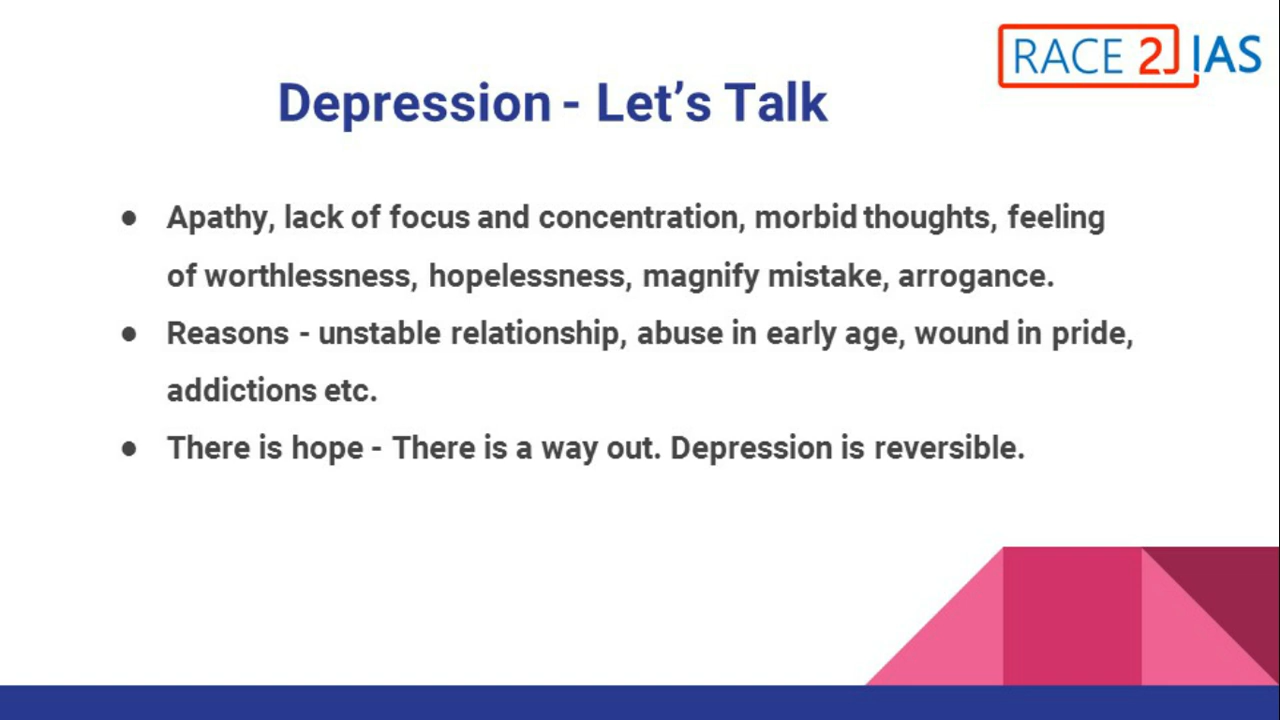 RACE 2 IAS
Depression - Let's Talk
● Apathy, lack of focus and concentration, morbid thoughts, feeling
of worthlessness, hopelessness, magnify mistake, arrogance.
● Reasons - unstable relationship, abuse in early age, wound in pride,
addictions etc.
● There is hope - There is a way out. Depression is reversible.